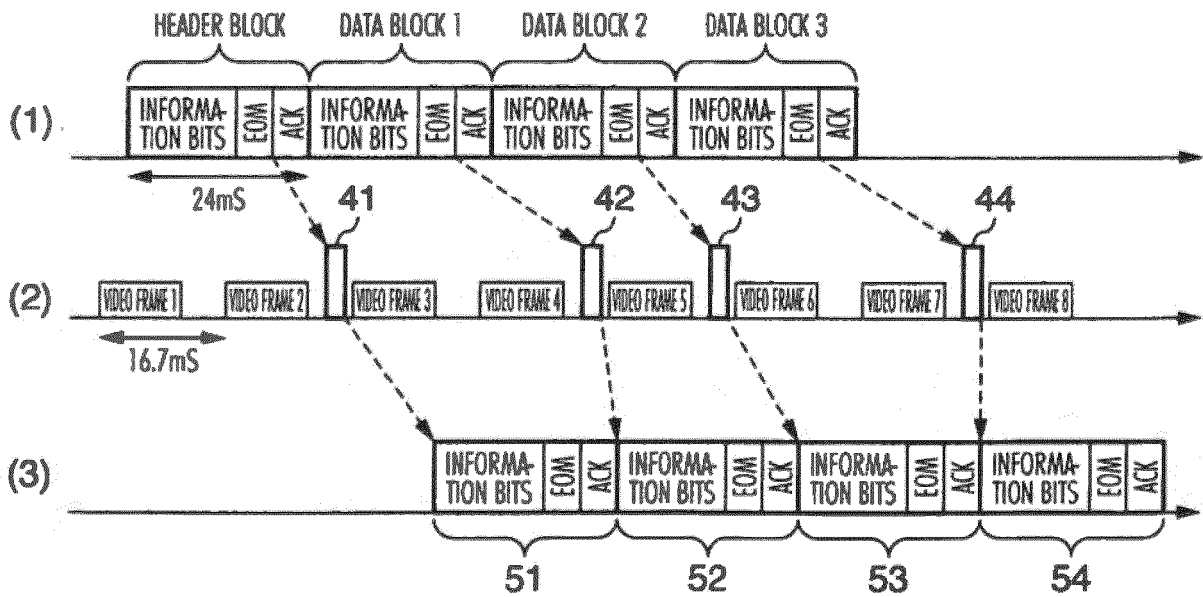 HEADER BLOCK DATA BLOCK 1 DATA BLOCK 2 DATA BLOCK 3
(1)
INFORMA-
TION BITS
EOM
ACK
INFORMA-
TION BITS
EOM
ACK
INFORMA-
TION BITS
EOM
ACK
INFORMA-
TION BITS
EOM
ACK
24mS
41
42
43
44
(2)
VIDEO FRAME 1
VIDEO FRAME 2
VIDEO FRAME 3
VIDEO FRAME 4
VIDEO FRAME 5
VIDEO FRAME 6
VIDEO FRAME 7
VIDEO FRAME 8
16.7mS
(3)
INFORMA-
TION BITS
EOM
ACK
INFORMA-
TION BITS
EOM
ACK
INFORMA-
TION BITS
EOM
ACK
INFORMA-
TION BITS
EOM
ACK
51
52
53
54